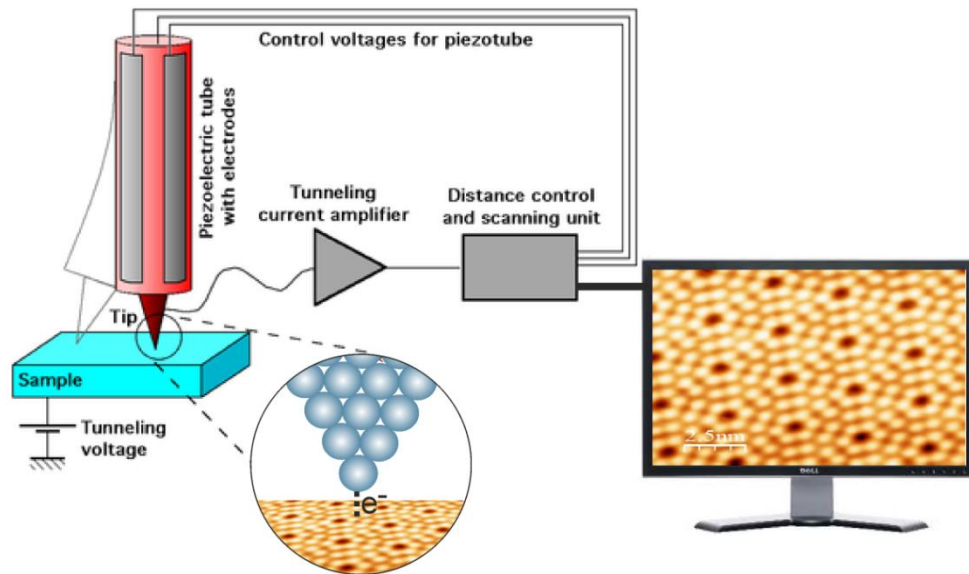 Control voltages for piezotube
Piezoelectric tube
with electrodes
Tunneling
current amplifier
Distance control
and scanning unit
Tip
Sample
Tunneling
voltage
e-
2.5nm
DELL